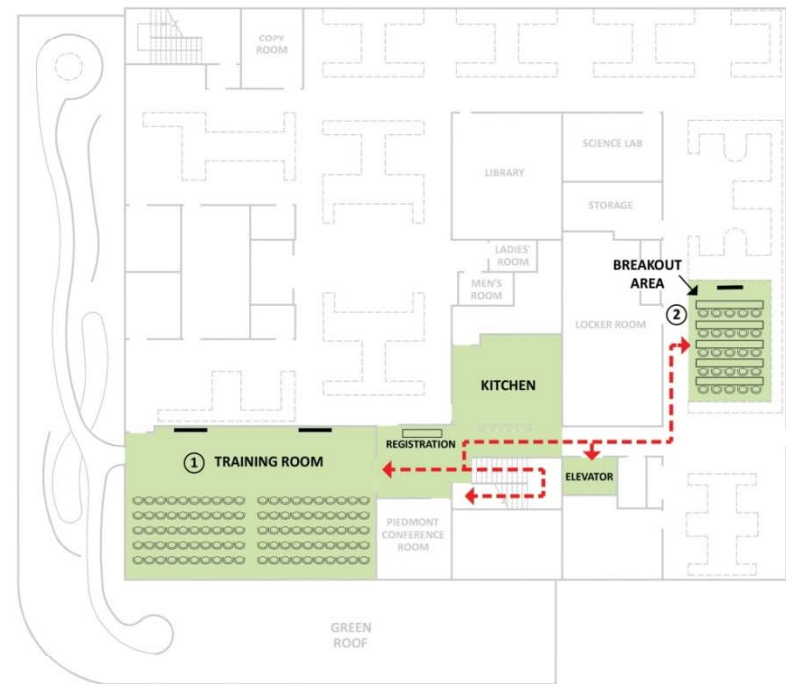 COPY
ROOM
LIBRARY
SCIENCE LAB
STORAGE
LADIES'
ROOM
MEN'S
ROOM
BREAKOUT
AREA
②
LOCKER ROOM
KITCHEN
REGISTRATION
① TRAINING ROOM
ELEVATOR
PIEDMONT
CONFERENCE
ROOM
GREEN
ROOF